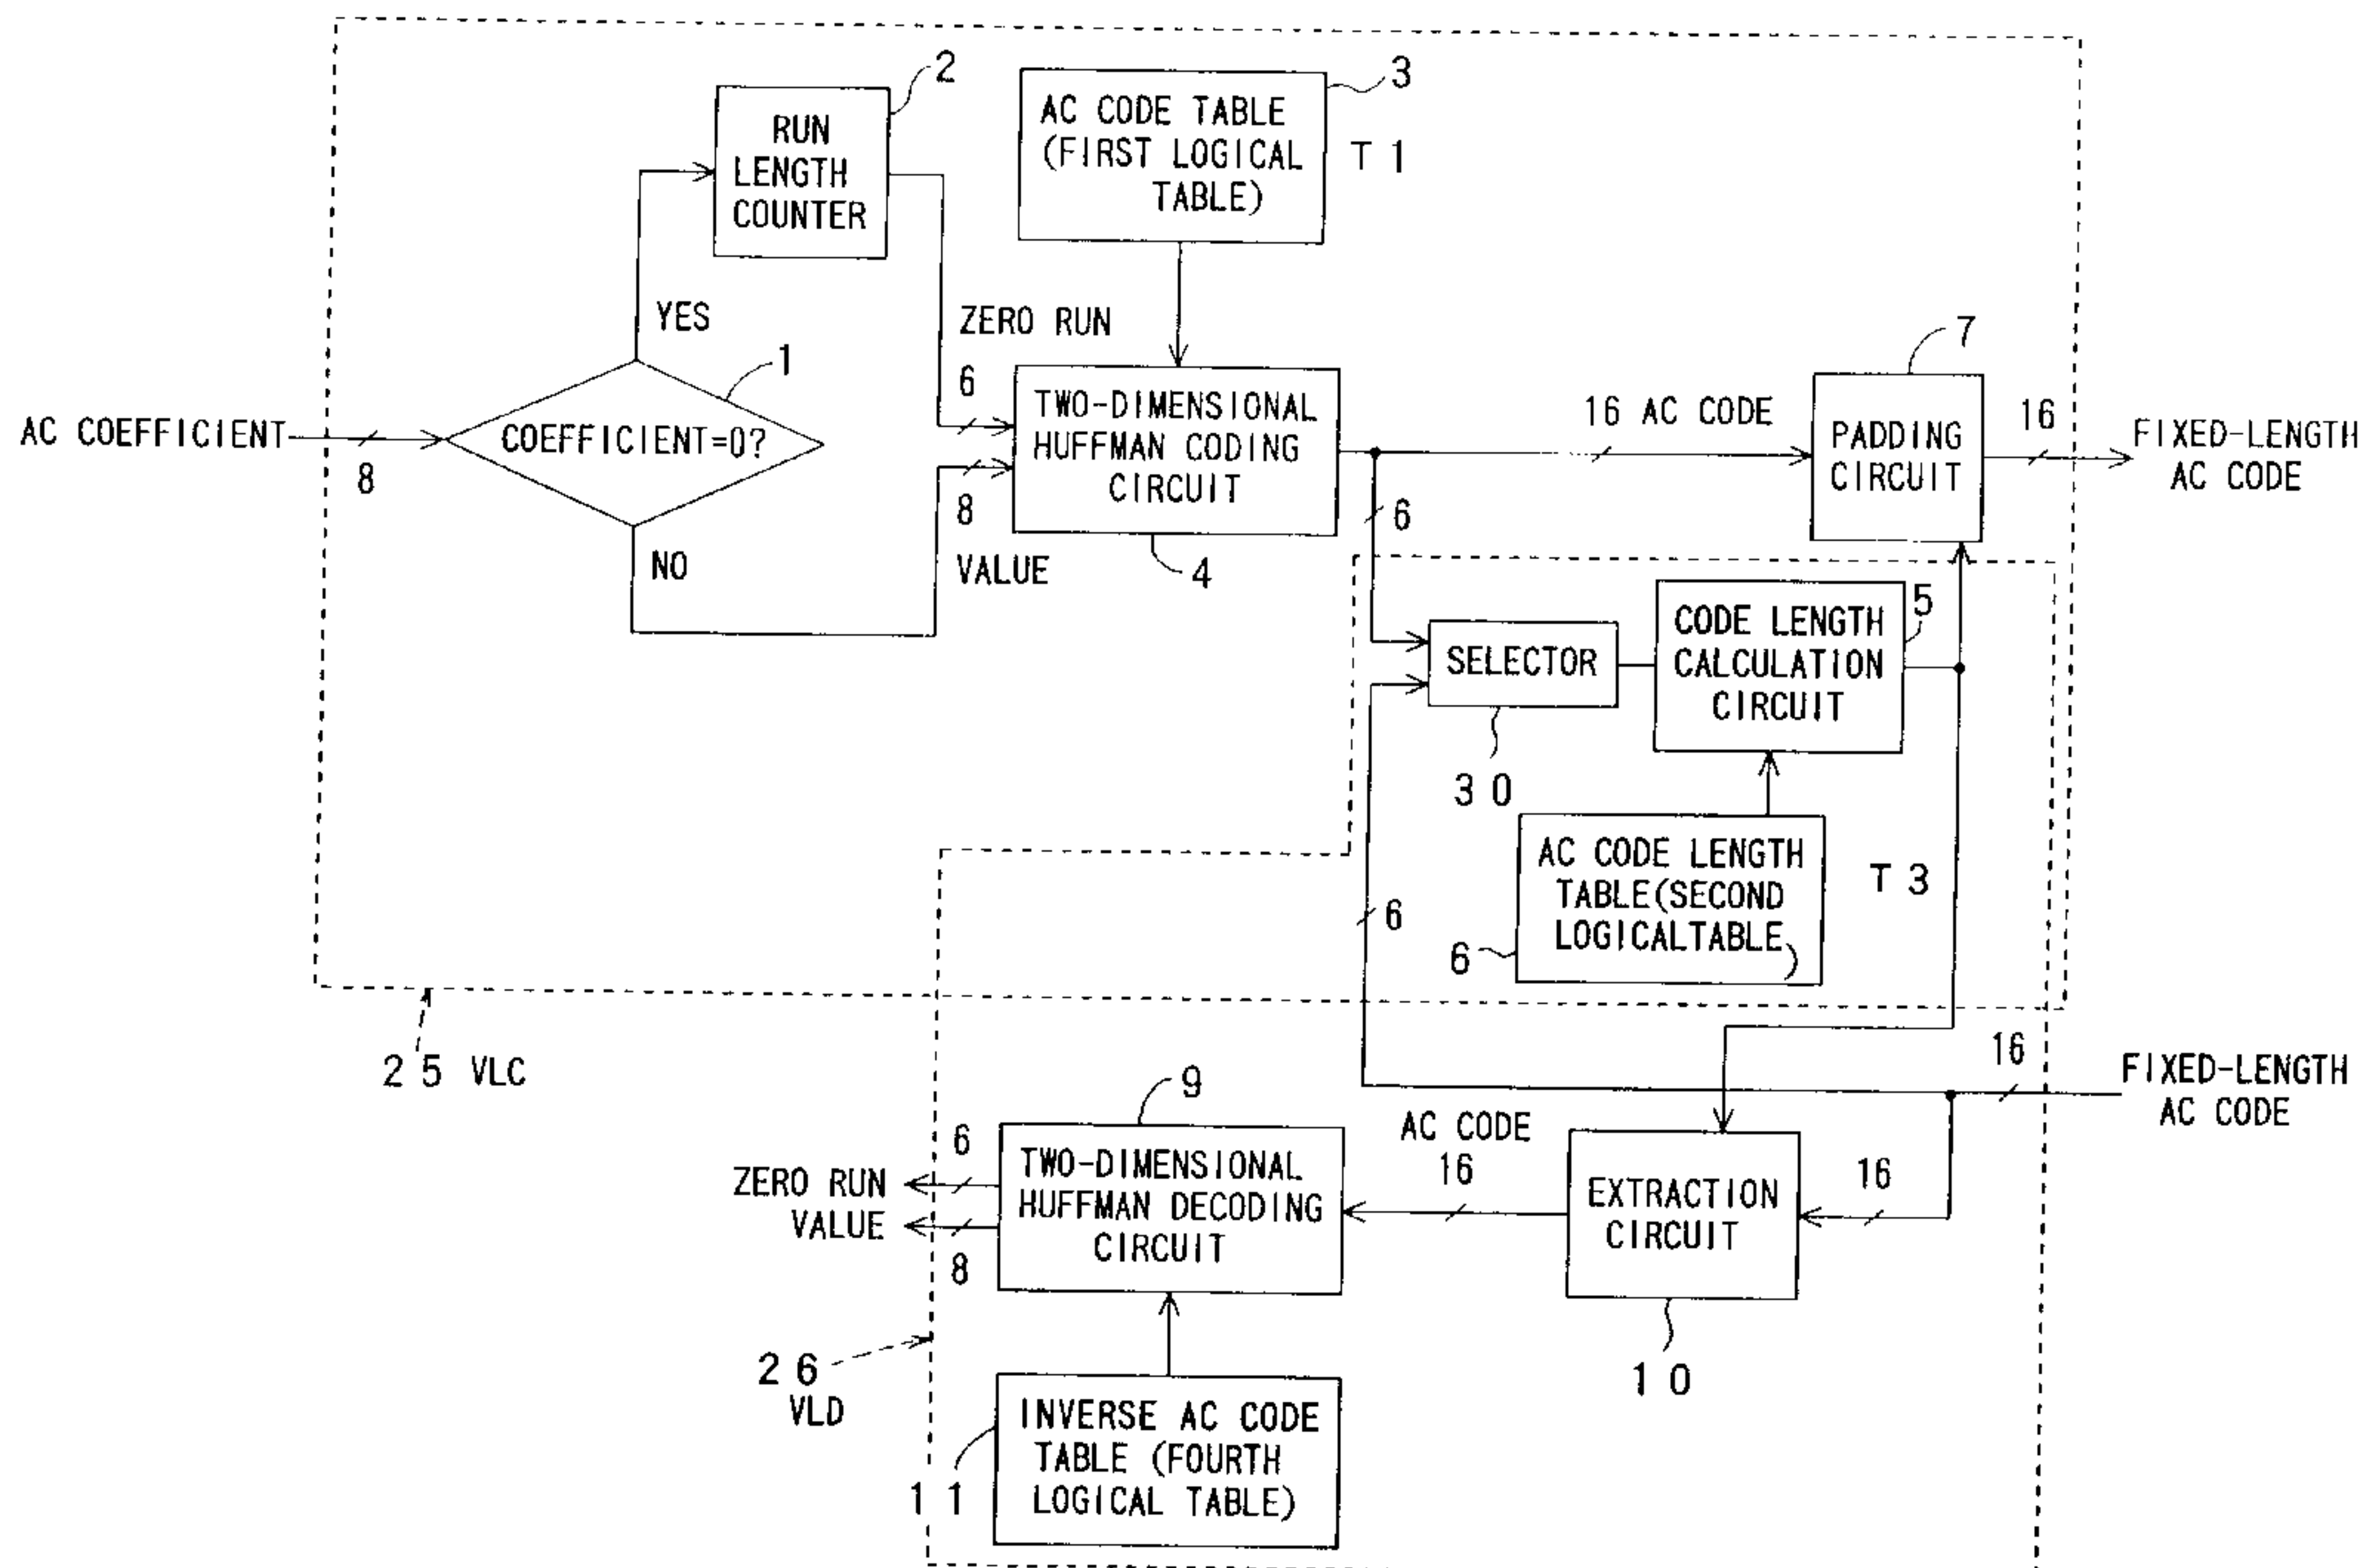 2
3
RUN
LENGTH
COUNTER
AC CODE TABLE
(FIRST LOGICAL
TABLE)
T 1
YES
ZERO RUN
1
7
AC COEFFICIENT
8
COEFFICIENT=0?
6
8
VALUE
NO
TWO-DIMENSIONAL
HUFFMAN CODING
CIRCUIT
4
16 AC CODE
6
PADDING
CIRCUIT
16
FIXED-LENGTH
AC CODE
SELECTOR
3 0
CODE LENGTH
CALCULATION
CIRCUIT
5
AC CODE LENGTH
TABLE(SECOND
LOGICALTABLE
)
6
T 3
6
2 5 VLC
16
FIXED-LENGTH
AC CODE
9
AC CODE
16
16
ZERO RUN
VALUE
6
8
TWO-DIMENSIONAL
HUFFMAN DECODING
CIRCUIT
EXTRACTION
CIRCUIT
1 0
2 6
VLD
INVERSE AC CODE
TABLE (FOURTH
LOGICAL TABLE)
1 1